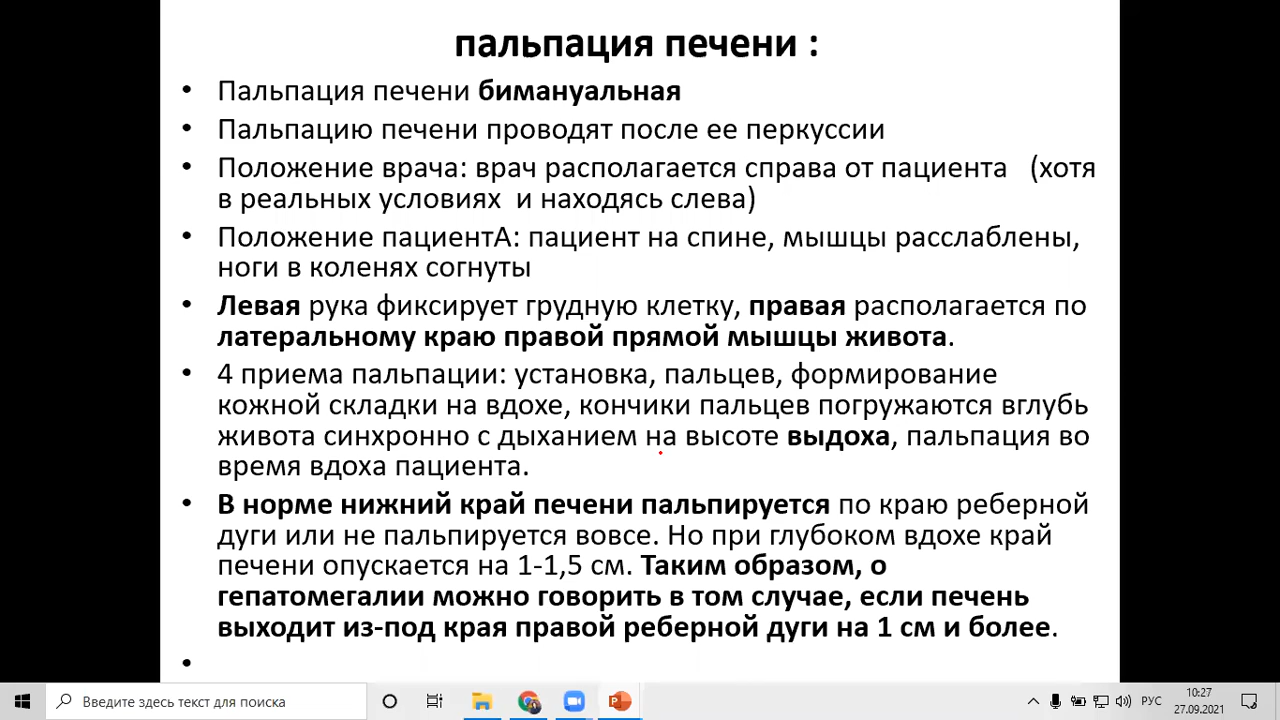 пальпация печени :
• Пальпация печени бимануальная
• Пальпацию печени проводят после ее перкуссии
• Положение врача: врач располагается справа от пациента (хотя
в реальных условиях и находясь слева)
• Положение пациентА: пациент на спине, мышцы расслаблены,
ноги в коленях согнуты
• Левая рука фиксирует грудную клетку, правая располагается по
латеральному краю правой прямой мышцы живота.
• 4 приема пальпации: установка, пальцев, формирование
кожной складки на вдохе, кончики пальцев погружаются вглубь
живота синхронно с дыханием на высоте выдоха, пальпация во
время вдоха пациента.
• В норме нижний край печени пальпируется по краю реберной
дуги или не пальпируется вовсе. Но при глубоком вдохе край
печени опускается на 1-1,5 см. Таким образом, о
гепатомегалии можно говорить в том случае, если печень
выходит из-под края правой реберной дуги на 1 см и более.
•
Введите здесь текст для поиска
РУС
10:27
27.09.2021